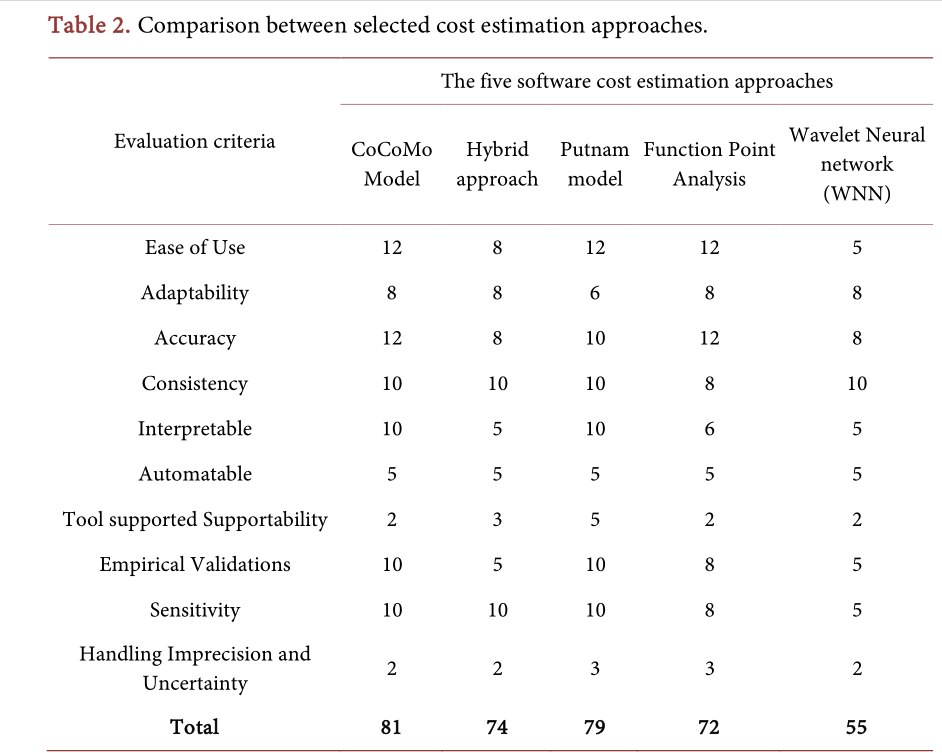 Table 2. Comparison between selected cost estimation approaches.
The five software cost estimation approaches
Evaluation criteria
CoCoMo Model Hybrid approach Putnam model Function Point Analysis Wavelet Neural network (WNN)
Ease of Use 12 8 12 12 5
Adaptability 8 8 6 8 8
Accuracy 12 8 10 12 8
Consistency 10 10 10 8 10
Interpretable 10 5 10 6 5
Automatable 5 5 5 5 5
Tool supported Supportability 2 3 5 2 2
Empirical Validations 10 5 10 8 5
Sensitivity 10 10 10 8 5
Handling Imprecision and
Uncertainty 2 2 3 3 2
Total 81 74 79 72 55